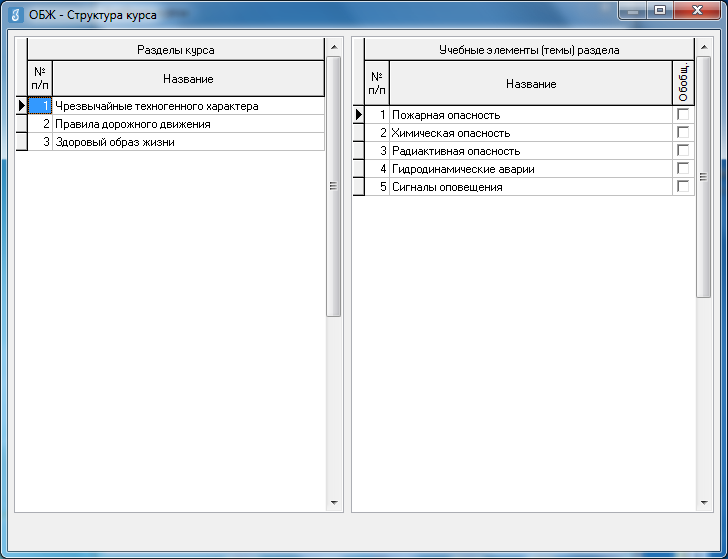 ОБЖ - Структура курса
Разделы курса
№ п/п Название
1 Чрезвычайные техногенного характера
2 Правила дорожного движения
3 Здоровый образ жизни
Учебные элементы (темы) раздела
№ п/п Название Обобщ.
1 Пожарная опасность
2 Химическая опасность
3 Радиактивная опасность
4 Гидродинамические аварии
5 Сигналы оповещения